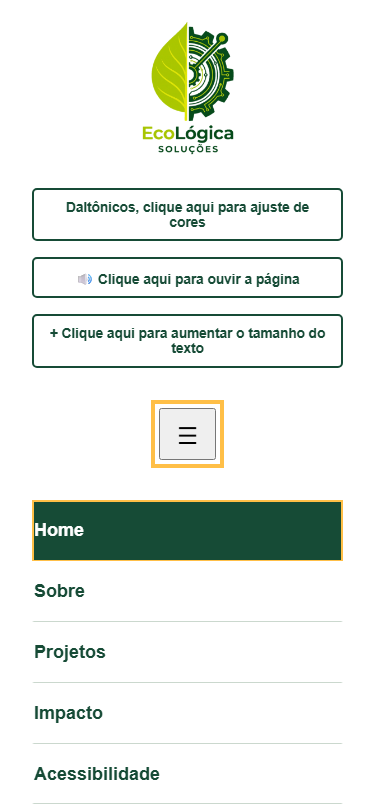 EcoLógica
SOLUÇÕES
Daltônicos, clique aqui para ajuste de
cores
🔊 Clique aqui para ouvir a página
+ Clique aqui para aumentar o tamanho do
texto
☰
Home
Sobre
Projetos
Impacto
Acessibilidade